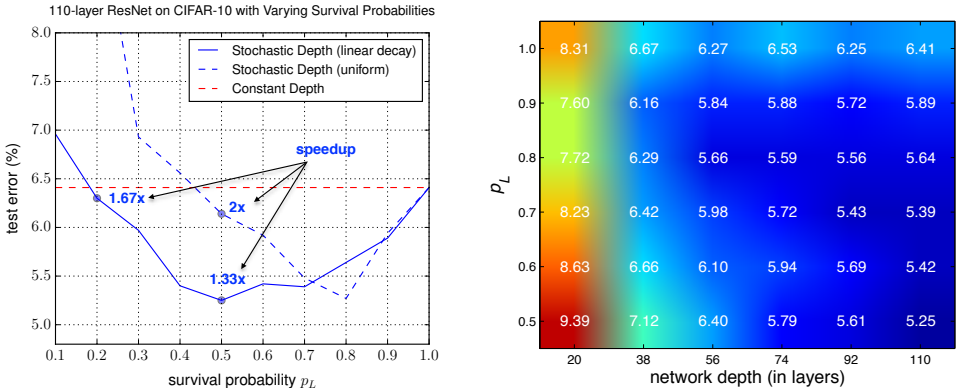 110-layer ResNet on CIFAR-10 with Varying Survival Probabilities
8.0
7.5
7.0
6.5
6.0
5.5
5.0
test error (%)
Stochastic Depth (linear decay)
Stochastic Depth (uniform)
Constant Depth
speedup
1.67x
2x
1.33x
0.1 0.2 0.3 0.4 0.5 0.6 0.7 0.8 0.9 1.0
survival probability p_L
1.0 8.31 6.67 6.27 6.53 6.25 6.41
0.9 7.60 6.16 5.84 5.88 5.72 5.89
0.8 7.72 6.29 5.66 5.59 5.56 5.64
p_L
0.7 8.23 6.42 5.98 5.72 5.43 5.39
0.6 8.63 6.66 6.10 5.94 5.69 5.42
0.5 9.39 7.12 6.40 5.79 5.61 5.25
20 38 56 74 92 110
network depth (in layers)